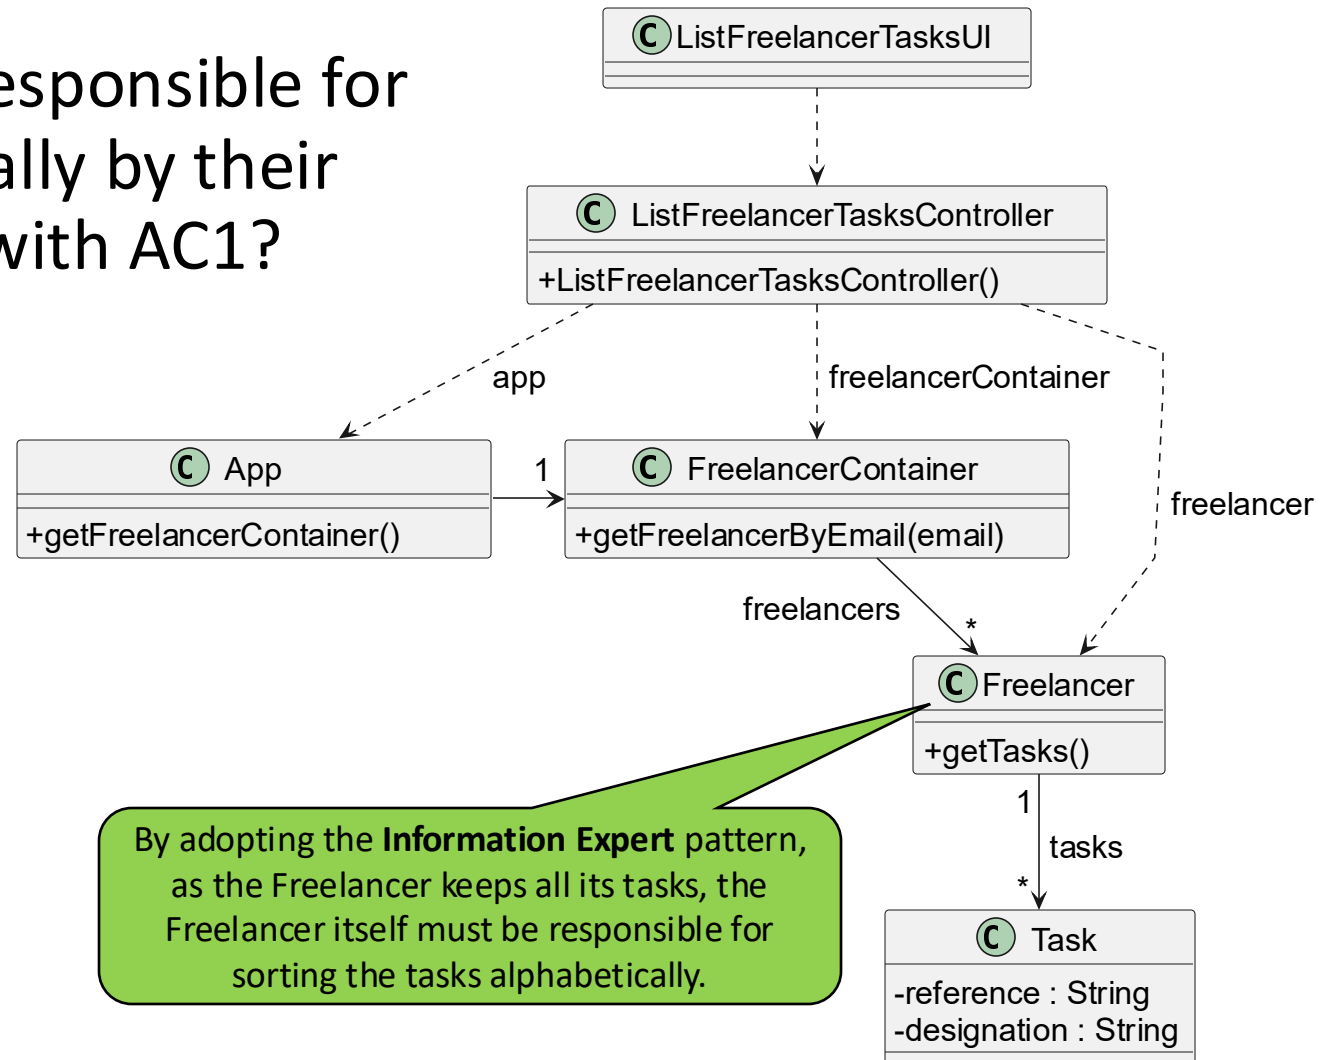 esponsible for
ally by their
with AC1?
C ListFreelancerTasksUI
C ListFreelancerTasksController
+ListFreelancerTasksController()
app
freelancerContainer
C App
+getFreelancerContainer()
1
C FreelancerContainer
+getFreelancerByEmail(email)
freelancer
freelancers
*
C Freelancer
+getTasks()
1
tasks
*
By adopting the Information Expert pattern,
as the Freelancer keeps all its tasks, the
Freelancer itself must be responsible for
sorting the tasks alphabetically.
C Task
-reference : String
-designation : String